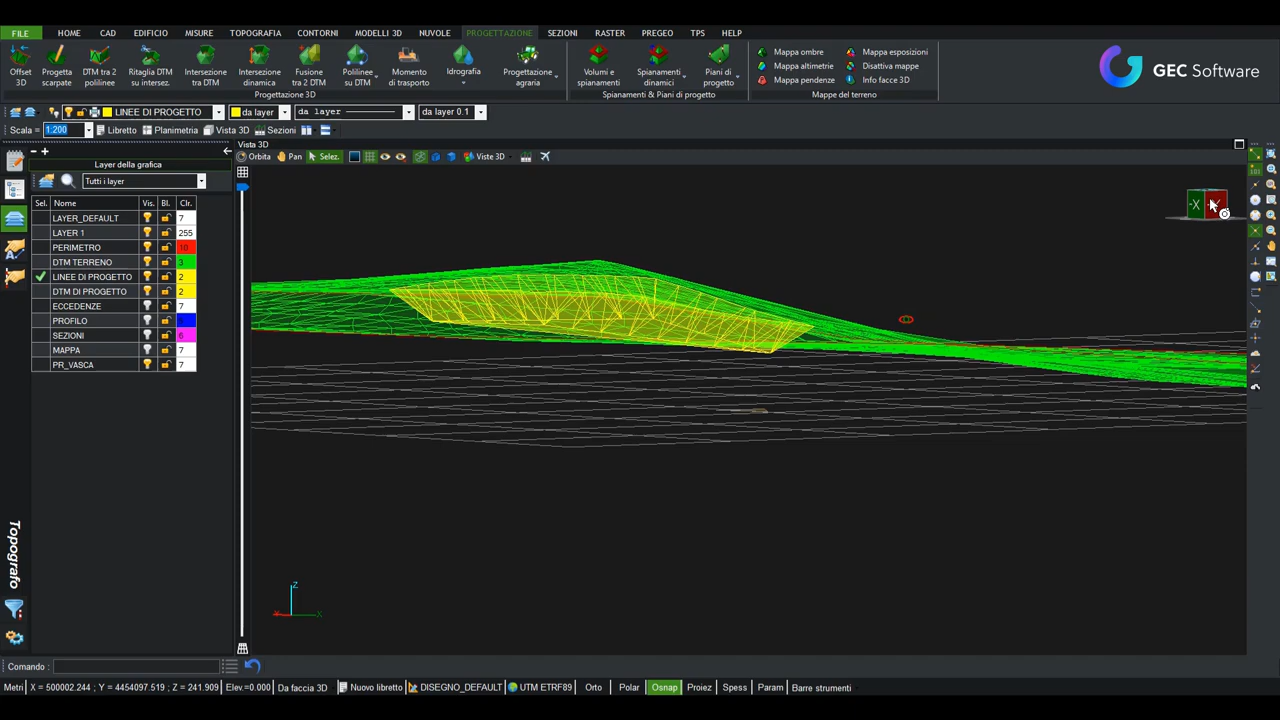 FILE HOME CAD EDIFICIO MISURE TOPOGRAFIA CONTORNI MODELLI 3D NUVOLE PROGETTAZIONE SEZIONI RASTER PREGEO TPS HELP
Offset 3D
Progetta scarpate
DTM tra 2 polilinee
Ritaglia DTM su intersez.
Intersezione tra DTM
Intersezione dinamica
Fusione tra 2 DTM
Polilinee su DTM
Momento di trasporto
Idrografia
Progettazione agraria
Progettazione 3D
Volumi e spianamenti
Spianamenti dinamici
Piani di progetto
Spianamenti & Piani di progetto
Mappa ombre
Mappa altimetrie
Mappa pendenze
Mappa esposizioni
Disattiva mappe
Info facce 3D
Mappe del terreno
GEC Software
LINEE DI PROGETTO da layer da layer da layer 0.1
Scala = 1:200 Libretto Planimetria Vista 3D Sezioni
Layer della grafica
Tutti i layer
Sel. Nome Vis. Bl. Clr.
LAYER_DEFAULT 7
LAYER 1 255
PERIMETRO 10
DTM TERRENO 3
LINEE DI PROGETTO 2
DTM DI PROGETTO 2
ECCEDENZE 7
PROFILO
SEZIONI 6
MAPPA 7
PR_VASCA 7
Topografo
Vista 3D
Orbita Pan Selez. Viste 3D
-X
Z
X
Comando :
Metri X = 500002.244 ; Y = 4454097.519 ; Z = 241.909 Elev=0.000 Da faccia 3D Nuovo libretto DISEGNO_DEFAULT UTM ETRF89 Orto Polar Osnap Proiez Spess Param Barre strumenti